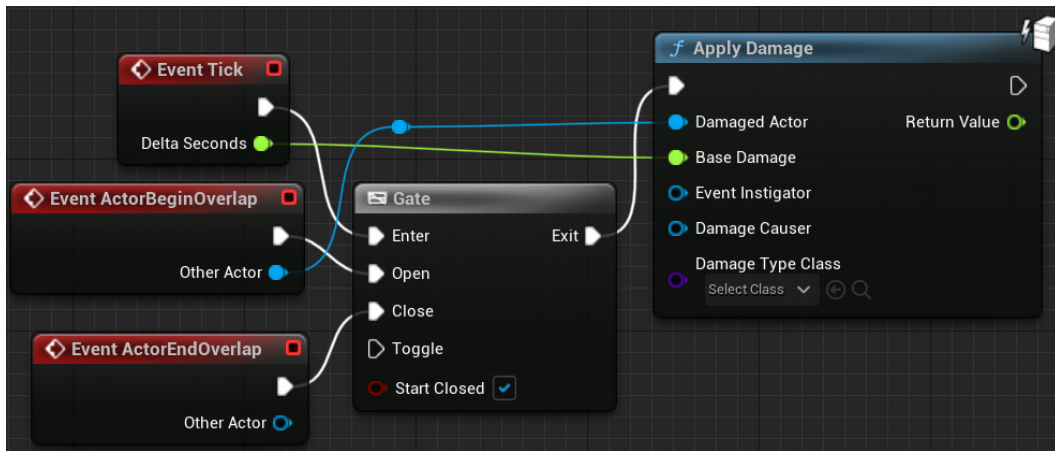 Event Tick
Delta Seconds
Event ActorBeginOverlap
Other Actor
Event ActorEndOverlap
Other Actor
Gate
Enter
Exit
Open
Close
Toggle
Start Closed
f Apply Damage
Damaged Actor
Return Value
Base Damage
Event Instigator
Damage Causer
Damage Type Class
Select Class